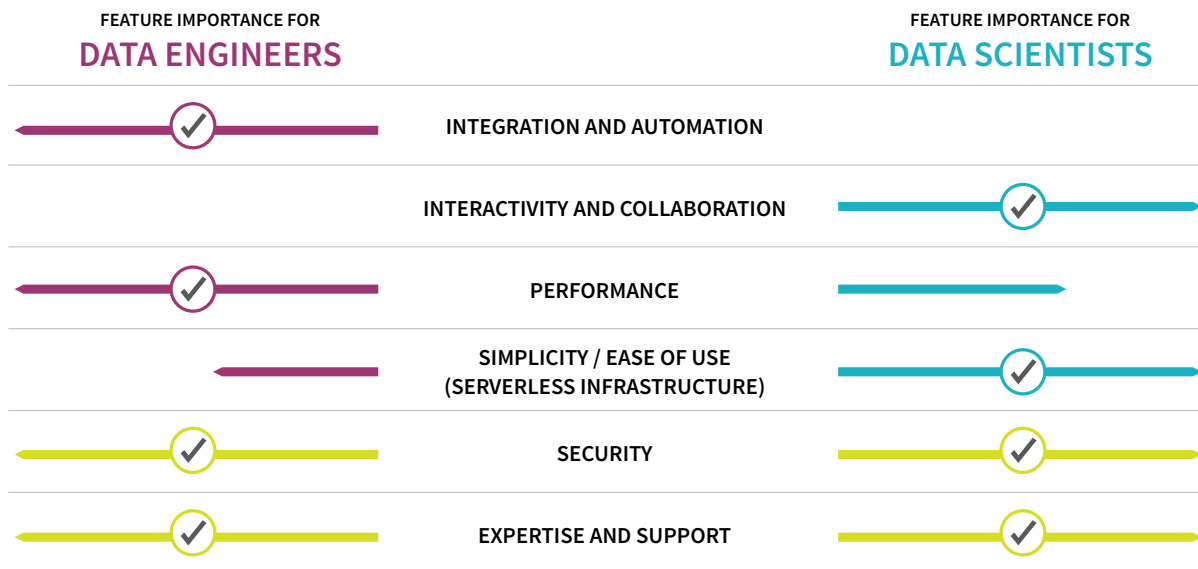 FEATURE IMPORTANCE FOR
DATA ENGINEERS
FEATURE IMPORTANCE FOR
DATA SCIENTISTS
INTEGRATION AND AUTOMATION
INTERACTIVITY AND COLLABORATION
PERFORMANCE
SIMPLICITY / EASE OF USE
(SERVERLESS INFRASTRUCTURE)
SECURITY
EXPERTISE AND SUPPORT